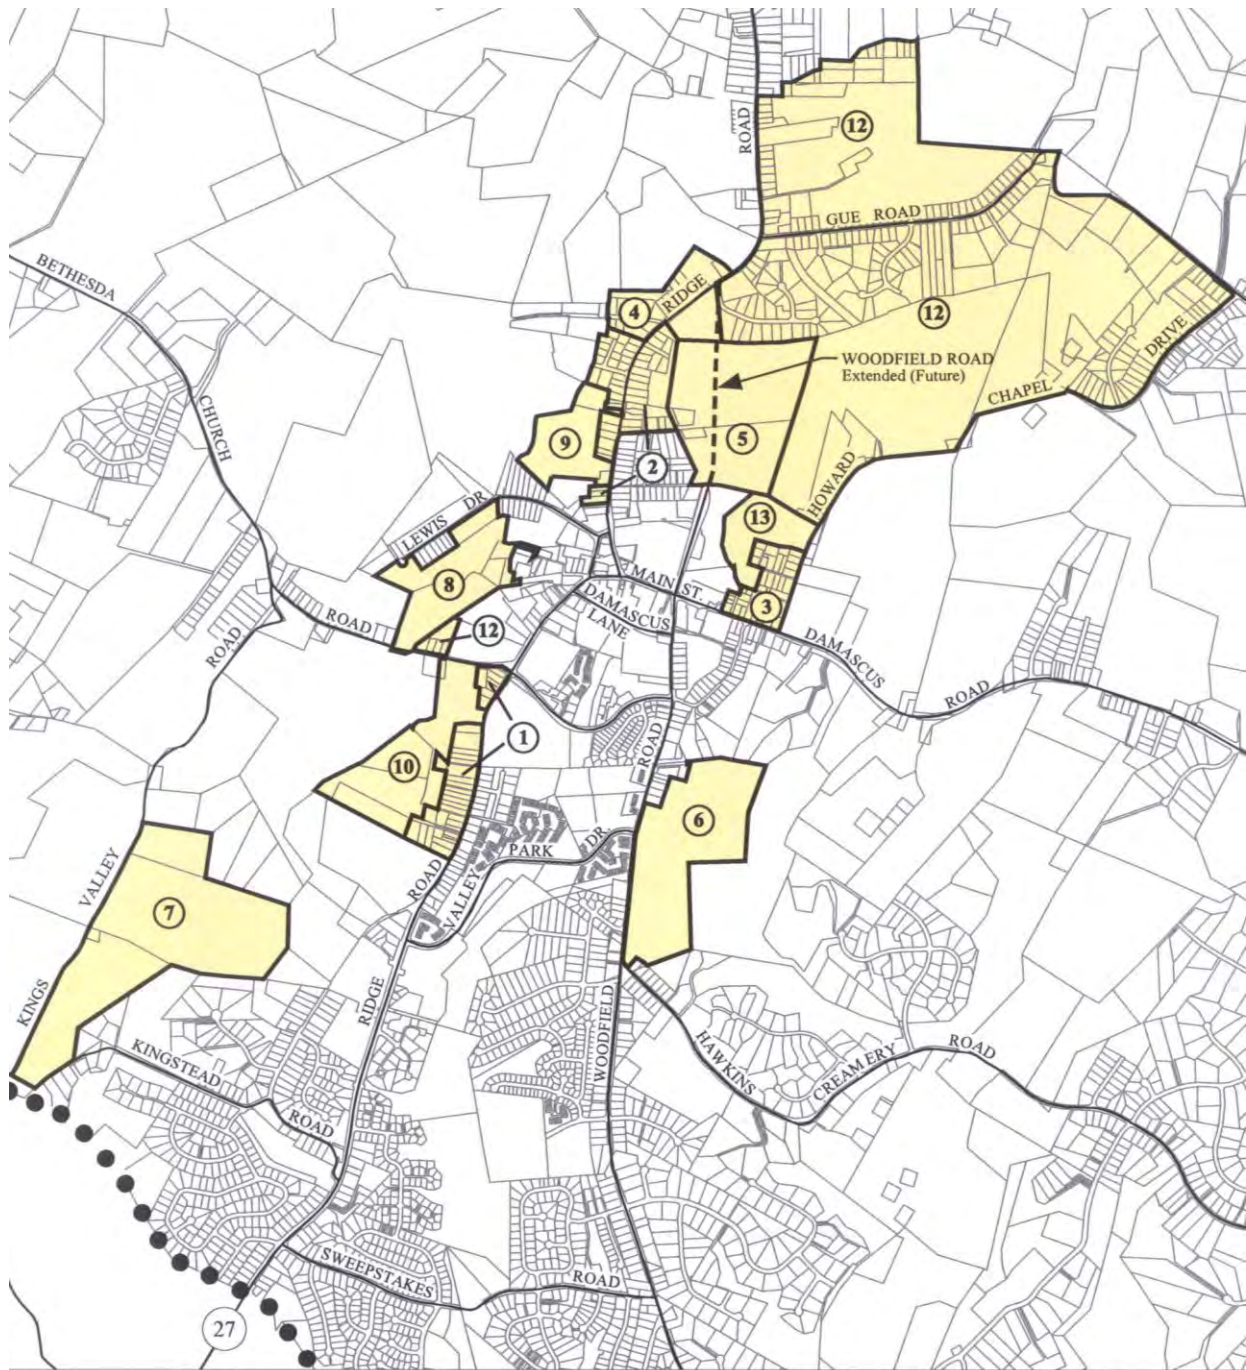 ROAD
12
GUE ROAD
BETHESDA
RIDGE
4
12
DRIVE
WOODFIELD ROAD
Extended (Future)
CHAPEL
CHURCH
9
2
5
HOWARD
LEWIS DR.
13
8
MAIN ST.
3
DAMASCUS
LANE
ROAD
12
ROAD
DAMASCUS
ROAD
1
ROAD
10
6
VALLEY
ROAD
VALLEY
PARK DR
7
KINGS
RIDGE
WOODFIELD
KINGSTEAD
ROAD
HAWKINS
CREAMERY
ROAD
SWEEPSTAKES
ROAD
27